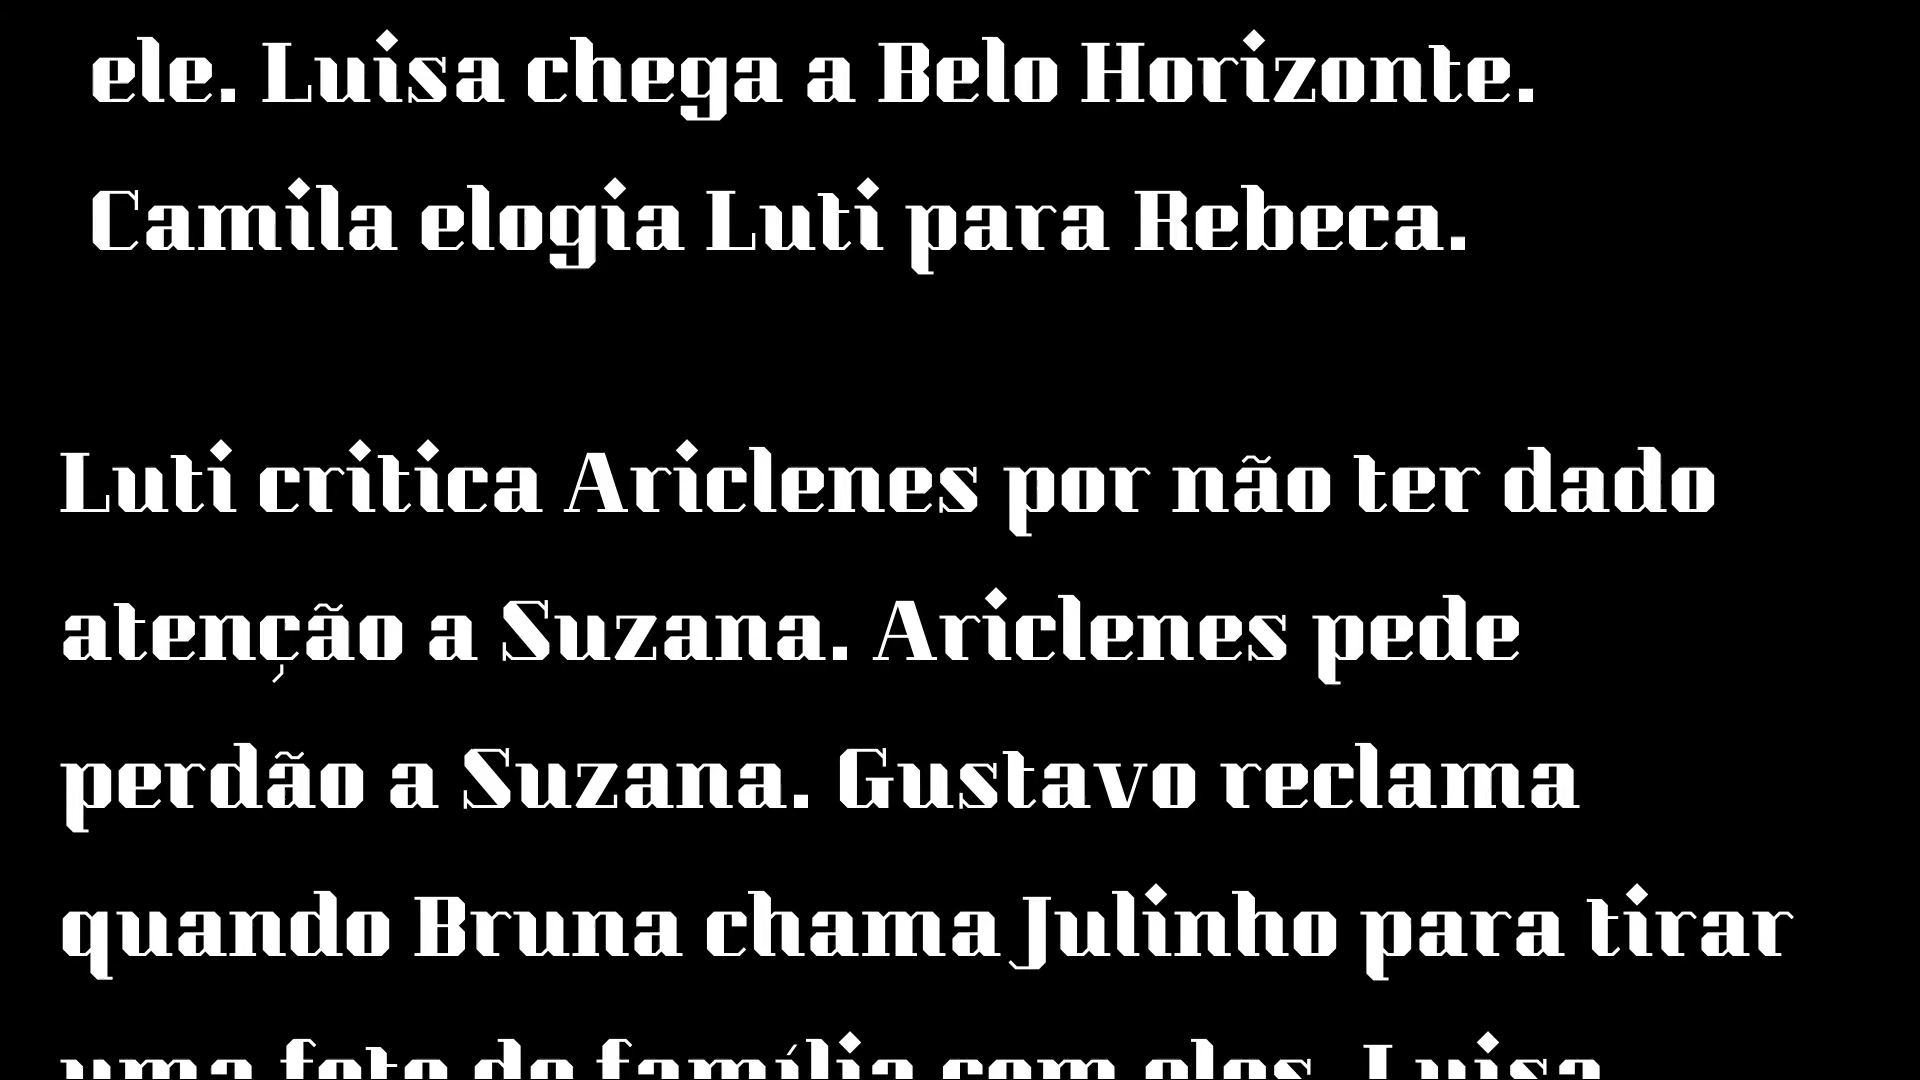 ele. Luisa chega a Belo Horizonte.
Camila elogia Luti para Rebeca.
Luti critica Ariclenes por não ter dado
atenção a Suzana. Ariclenes pede
perdão a Suzana. Gustavo reclama
quando Bruna chama Julinho para tirar
uma foto de família com eles. Luisa